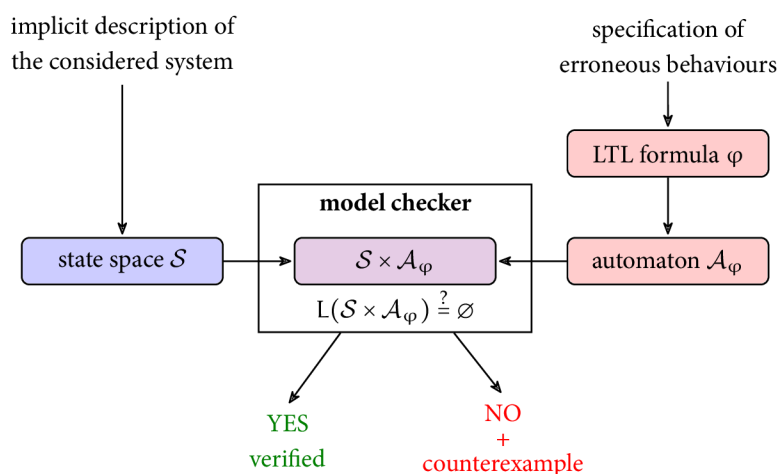 implicit description of
the considered system
specification of
erroneous behaviours
LTL formula φ
model checker
state space 𝒮
𝒮 × 𝒜φ
automaton 𝒜φ
L(𝒮 × 𝒜φ) ≟ ∅
YES
verified
NO
+
counterexample